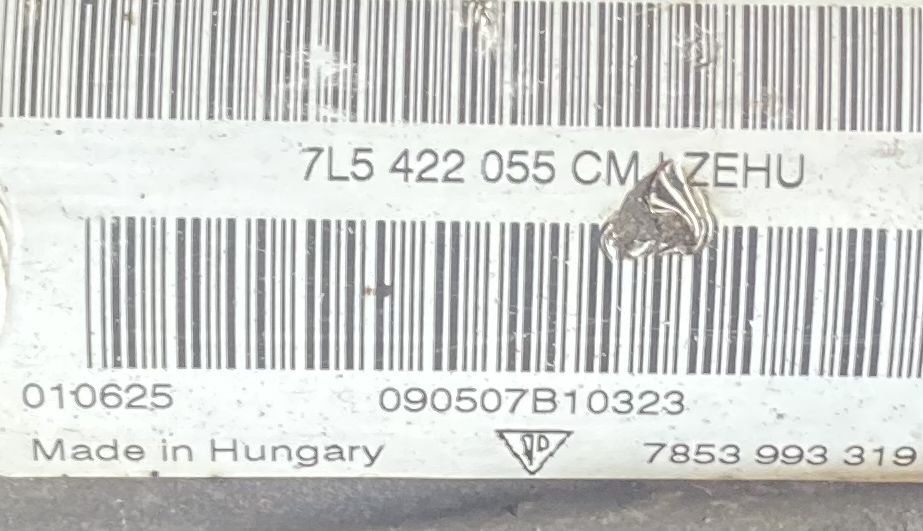 7L5 422 055 CM ZEHU
010625 090507B10323
Made in Hungary 7853 993 319